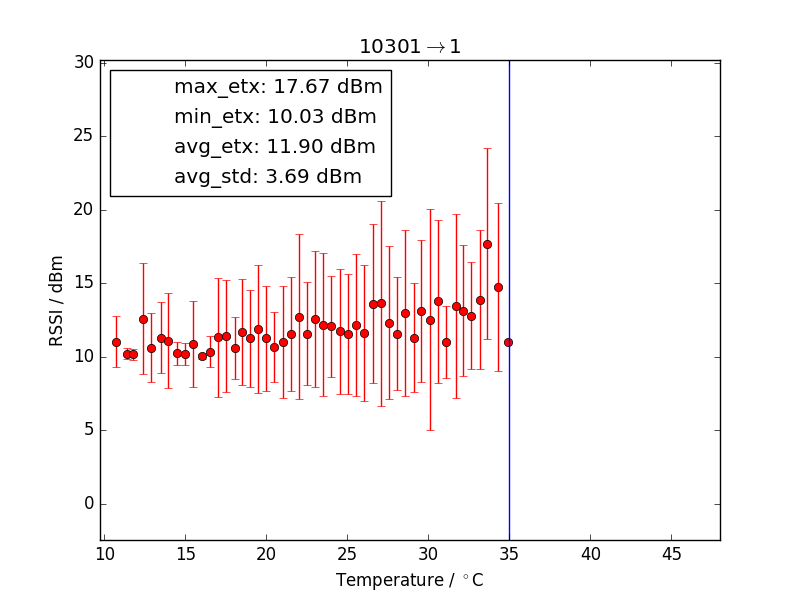 10301→1
max_etx: 17.67 dBm
min_etx: 10.03 dBm
avg_etx: 11.90 dBm
avg_std: 3.69 dBm
RSSI / dBm
30
25
20
15
10
5
0
10 15 20 25 30 35 40 45
Temperature / °C